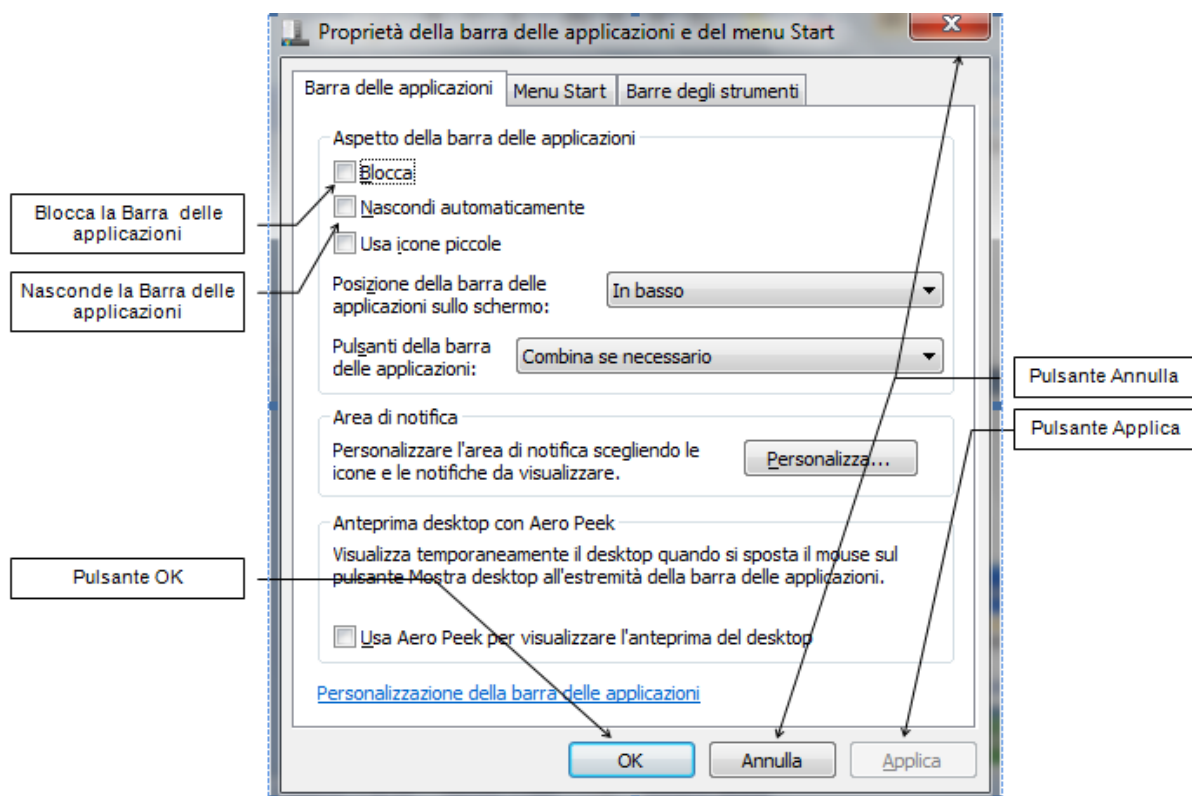 Proprietà della barra delle applicazioni e del menu Start
x
Barra delle applicazioni
Menu Start
Barre degli strumenti
Aspetto della barra delle applicazioni
Blocca
Nascondi automaticamente
Usa icone piccole
Posizione della barra delle
applicazioni sullo schermo:
In basso
Pulsanti della barra
delle applicazioni:
Combina se necessario
Area di notifica
Personalizzare l'area di notifica scegliendo le
icone e le notifiche da visualizzare.
Personalizza...
Anteprima desktop con Aero Peek
Visualizza temporaneamente il desktop quando si sposta il mouse sul
pulsante Mostra desktop all'estremità della barra delle applicazioni.
Usa Aero Peek per visualizzare l'anteprima del desktop
Personalizzazione della barra delle applicazioni
OK
Annulla
Applica
Blocca la Barra delle
applicazioni
Nasconde la Barra delle
applicazioni
Pulsante OK
Pulsante Annulla
Pulsante Applica